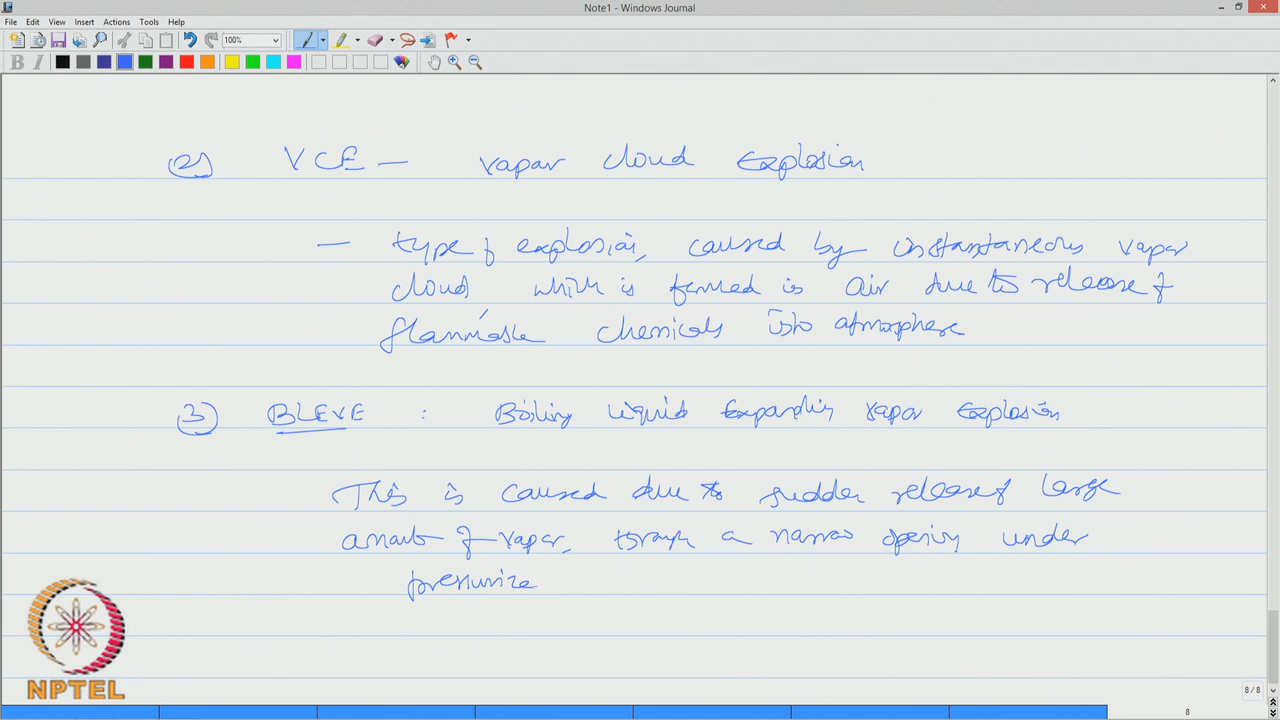 Note1 - Windows Journal
File Edit View Insert Actions Tools Help
100%
B I
(2) VCE — vapor cloud Explosion
— type of explosion, caused by instantaneous vapor
cloud which is formed in air due to release of
flammable chemicals into atmosphere
(3) BLEVE : Boiling Liquid Expanding vapor Explosion
This is caused due to sudden release of large
amount of vapor, through a narrow opening under
pressurize
NPTEL
8/8
8